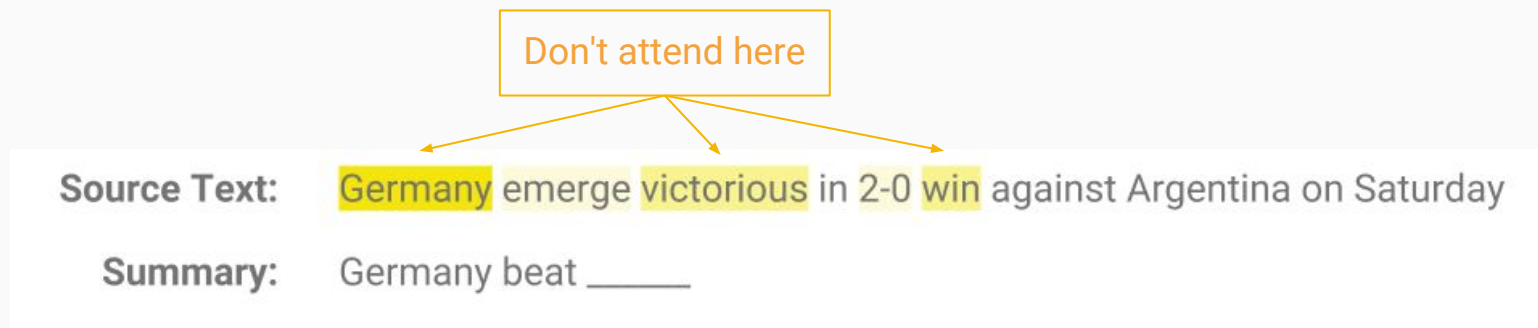 Don't attend here
Source Text: Germany emerge victorious in 2-0 win against Argentina on Saturday
Summary: Germany beat ______